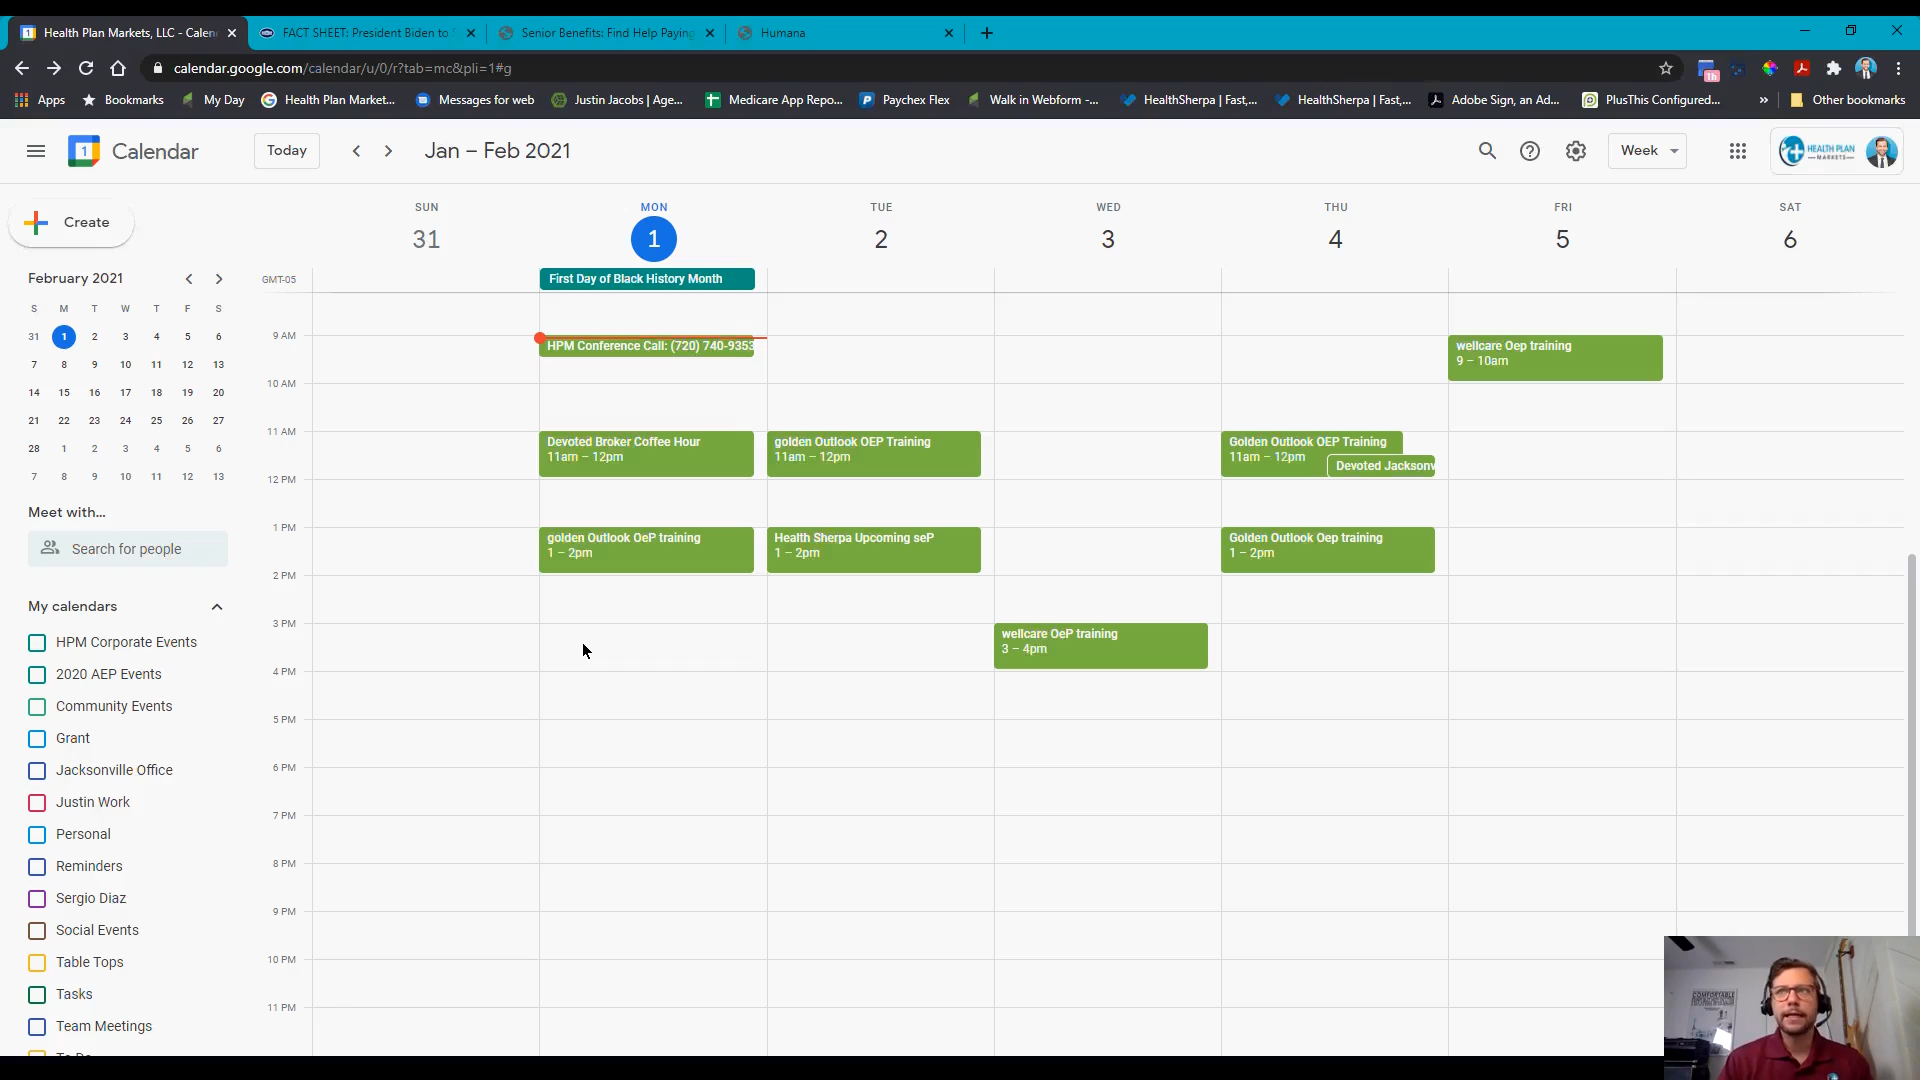 Health Plan Markets, LLC - Calen
FACT SHEET: President Biden to
Senior Benefits: Find Help Paying
Humana
calendar.google.com/calendar/u/0/r?tab=mc&pli=1#g
1h
Apps
Bookmarks
My Day
Health Plan Market...
Messages for web
Justin Jacobs | Age...
Medicare App Repo...
Paychex Flex
Walk in Webform -...
HealthSherpa | Fast,...
HealthSherpa | Fast,...
Adobe Sign, an Ad...
PlusThis Configured...
»
Other bookmarks
1
Calendar
Today
Jan – Feb 2021
Week
HEALTH PLAN
MARKETS
Create
SUN
MON
TUE
WED
THU
FRI
SAT
31
1
2
3
4
5
6
February 2021
S M T W T F S
31 1 2 3 4 5 6
7 8 9 10 11 12 13
14 15 16 17 18 19 20
21 22 23 24 25 26 27
28 1 2 3 4 5 6
7 8 9 10 11 12 13
Meet with...
Search for people
My calendars
HPM Corporate Events
2020 AEP Events
Community Events
Grant
Jacksonville Office
Justin Work
Personal
Reminders
Sergio Diaz
Social Events
Table Tops
Tasks
Team Meetings
GMT-05
First Day of Black History Month
9 AM
HPM Conference Call: (720) 740-9353
wellcare Oep training
9 – 10am
10 AM
11 AM
Devoted Broker Coffee Hour
11am – 12pm
golden Outlook OEP Training
11am – 12pm
Golden Outlook OEP Training
11am – 12pm
Devoted Jacksonv
12 PM
1 PM
golden Outlook OeP training
1 – 2pm
Health Sherpa Upcoming seP
1 – 2pm
Golden Outlook Oep training
1 – 2pm
2 PM
3 PM
wellcare OeP training
3 – 4pm
4 PM
5 PM
6 PM
7 PM
8 PM
9 PM
10 PM
11 PM
COMFORTABLE